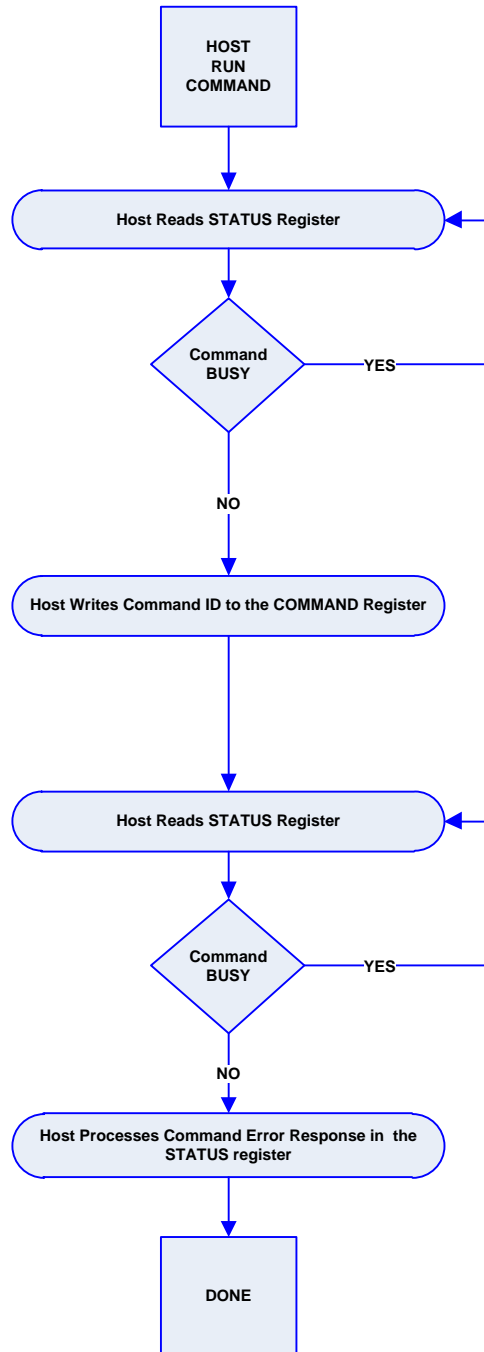 HOST
RUN
COMMAND
Host Reads STATUS Register
Command
BUSY
YES
NO
Host Writes Command ID to the COMMAND Register
Host Reads STATUS Register
Command
BUSY
YES
NO
Host Processes Command Error Response in  the
STATUS register
DONE